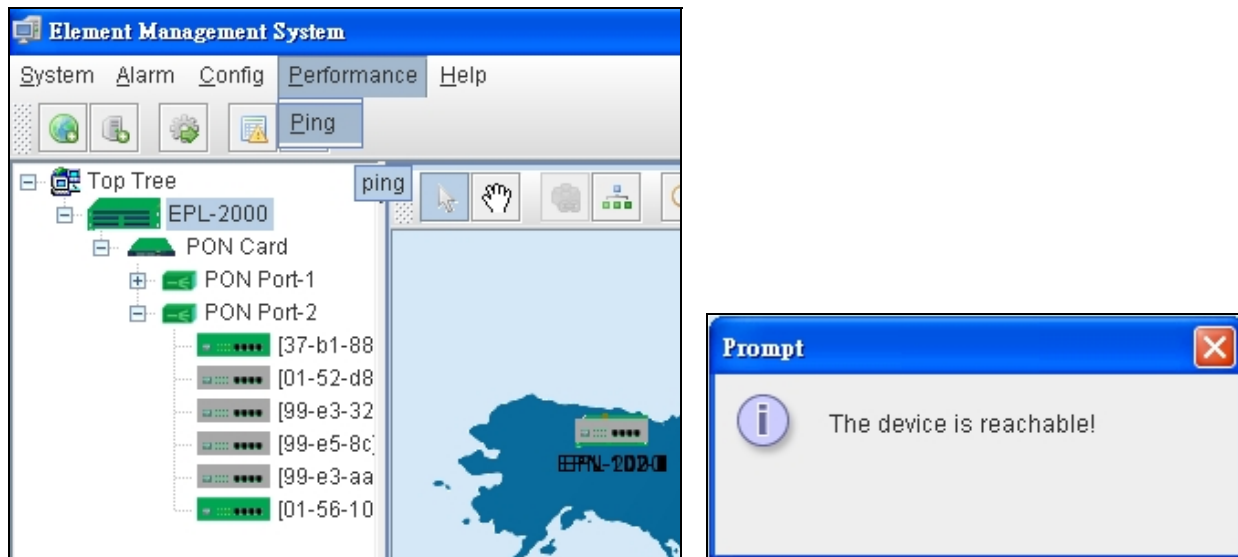 Element Management System
System Alarm Config Performance Help
Ping
ping
Top Tree
EPL-2000
PON Card
PON Port-1
PON Port-2
[37-b1-88
[01-52-d8
[99-e3-32
[99-e5-8c]
[99-e3-aa
[01-56-10
Prompt
i The device is reachable!